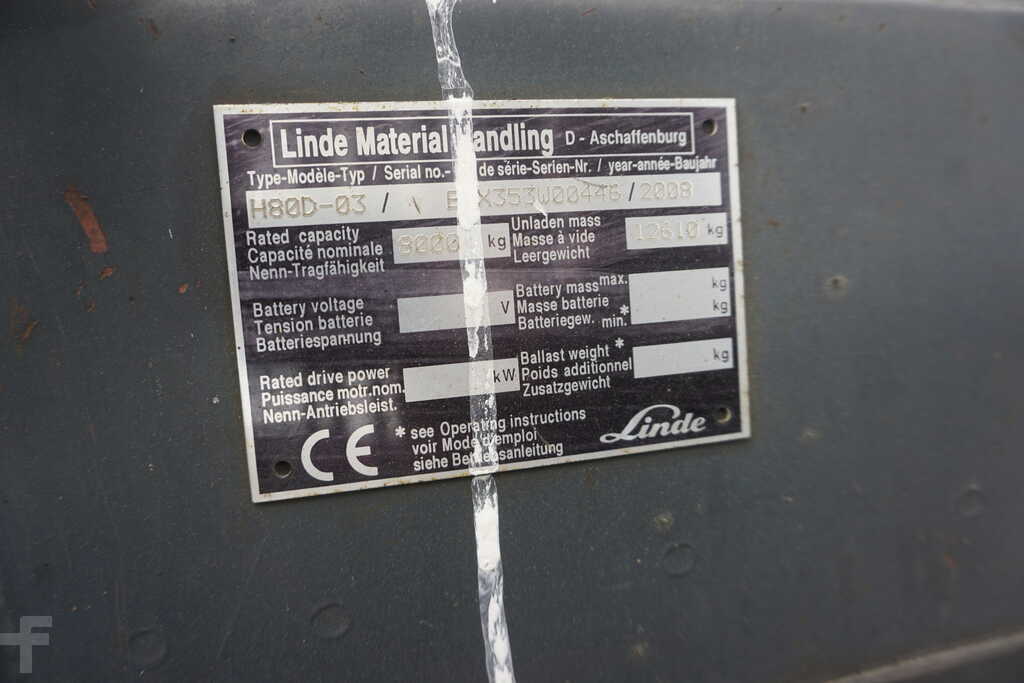 Linde Material Handling D - Aschaffenburg
Type-Modèle-Typ / Serial no.- de série-Serien-Nr. / year-année-Baujahr
H80D-03 / X353W00446/2008
Rated capacity
Capacité nominale
Nenn-Tragfähigkeit
8000 kg
Unladen mass
Masse à vide
Leergewicht
12610 kg
Battery voltage
Tension batterie
Batteriespannung
V
Battery mass max. kg
Masse batterie
Batteriegew. min.* kg
Rated drive power
Puissance motr.nom.
Nenn-Antriebsleist.
kW
Ballast weight *
Poids additionnel
Zusatzgewicht
kg
CE
* see Operating instructions
voir Mode d'emploi
siehe Betriebsanleitung
Linde
F